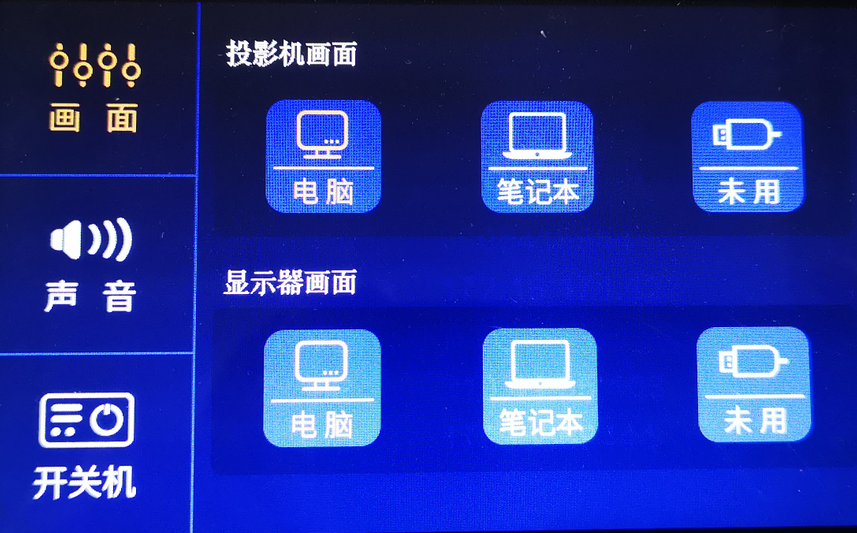 画 面
声 音
开关机
投影机画面
电 脑
笔记本
未 用
显示器画面
电 脑
笔记本
未 用